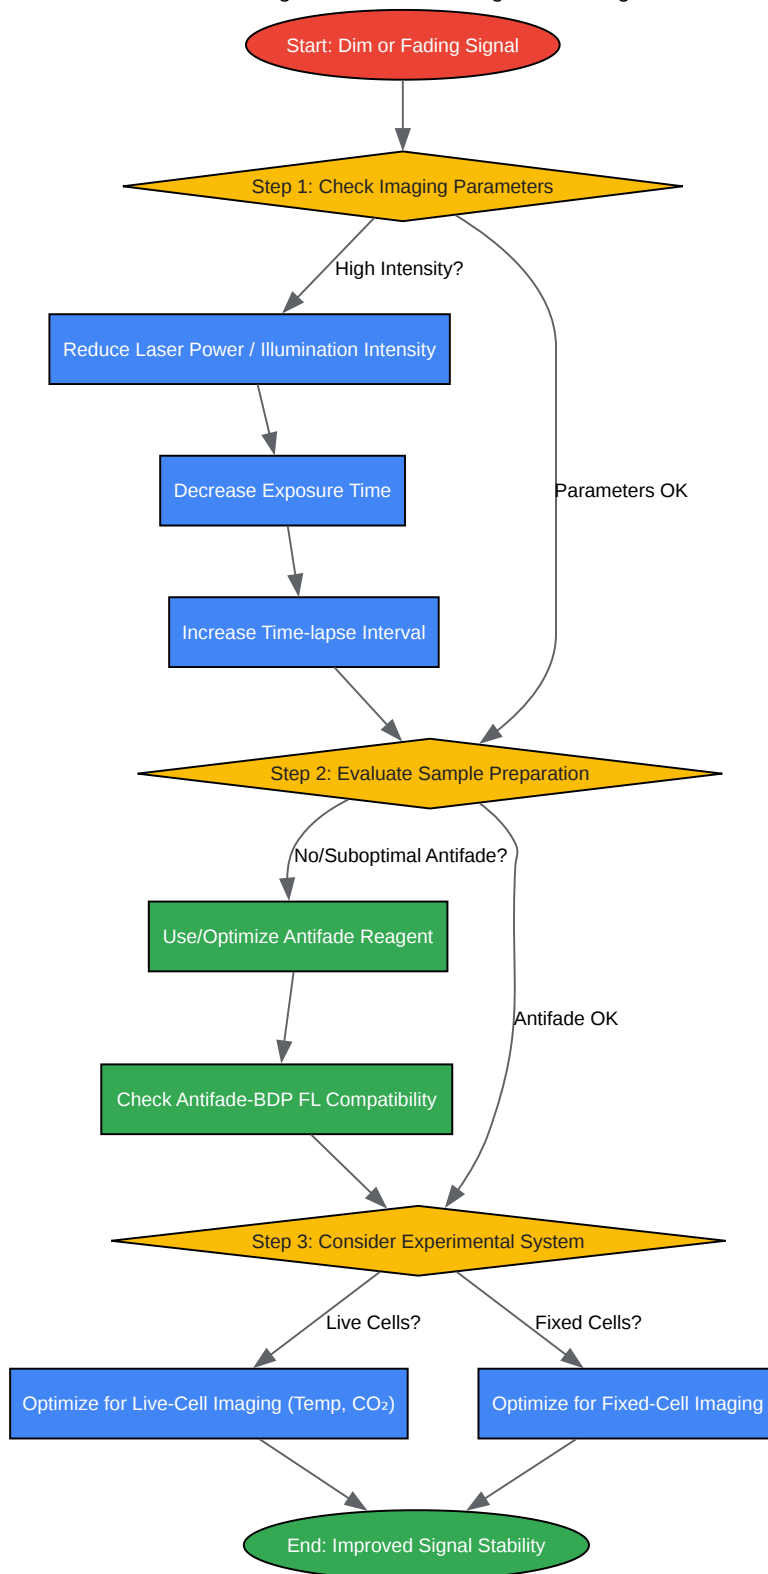 Start: Dim or Fading Signal
Step 1: Check Imaging Parameters
High Intensity?
Reduce Laser Power / Illumination Intensity
Decrease Exposure Time
Parameters OK
Increase Time-lapse Interval
Step 2: Evaluate Sample Preparation
No/Suboptimal Antifade?
Use/Optimize Antifade Reagent
Antifade OK
Check Antifade-BDP FL Compatibility
Step 3: Consider Experimental System
Live Cells?
Fixed Cells?
Optimize for Live-Cell Imaging (Temp, CO₂)
Optimize for Fixed-Cell Imaging
End: Improved Signal Stability